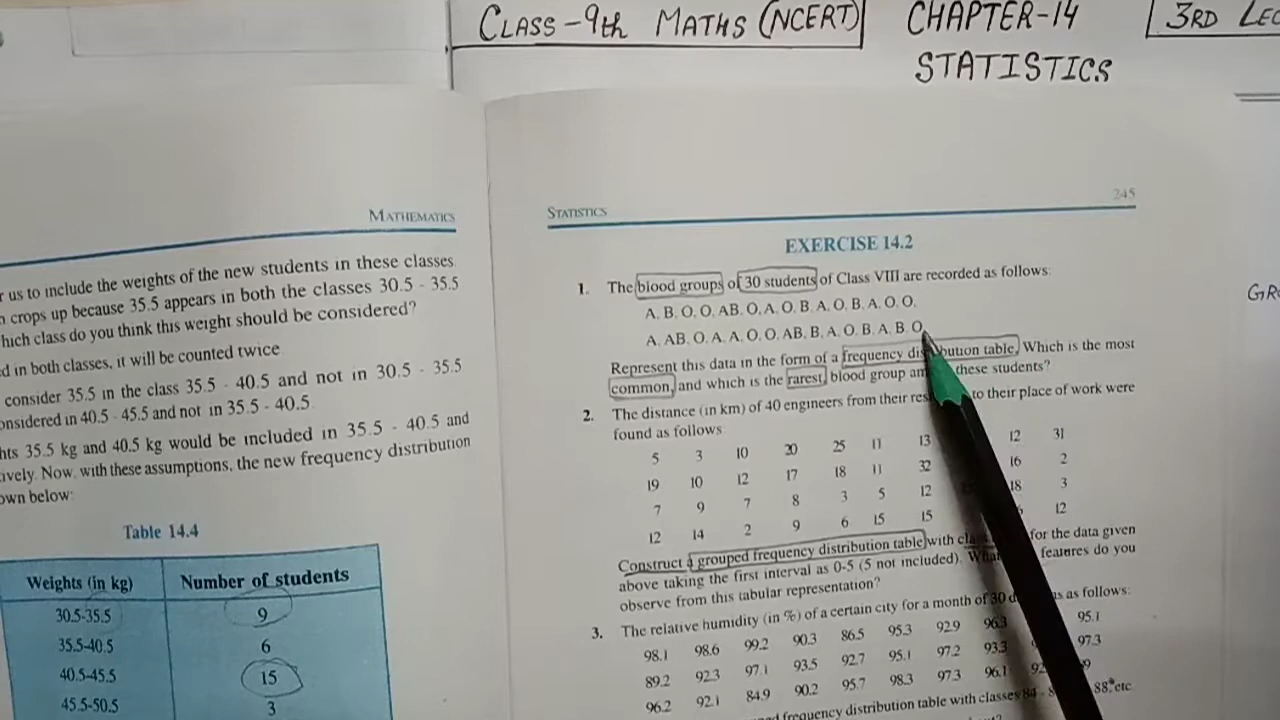 CLASS-9th MATHS (NCERT)
CHAPTER-14
3RD LEC
STATISTICS
MATHEMATICS
r us to include the weights of the new students in these classes.
crops up because 35.5 appears in both the classes 30.5 - 35.5
hich class do you think this weight should be considered?
d in both classes, it will be counted twice.
consider 35.5 in the class 35.5 - 40.5 and not in 30.5 - 35.5
onsidered in 40.5 - 45.5 and not in 35.5 - 40.5.
hts 35.5 kg and 40.5 kg would be included in 35.5 - 40.5 and
ively. Now, with these assumptions, the new frequency distribution
own below:
Table 14.4
Weights (in kg) Number of students
30.5-35.5 9
35.5-40.5 6
40.5-45.5 15
45.5-50.5 3
STATISTICS 245
EXERCISE 14.2
1. The blood groups of 30 students of Class VIII are recorded as follows:
A, B, O, O, AB, O, A, O, B, A, O, B, A, O, O,
A, AB, O, A, A, O, O, AB, B, A, O, B, A, B, O
Represent this data in the form of a frequency distribution table. Which is the most
common, and which is the rarest, blood group these students?
2. The distance (in km) of 40 engineers from their to their place of work were
found as follows:
5 3 10 20 25 11 13 12 31
19 10 12 17 18 11 32 16 2
7 9 7 8 3 5 12 18 3
12 14 2 9 6 15 15 12
Construct a grouped frequency distribution table with for the data given
above taking the first interval as 0-5 (5 not included). What features do you
observe from this tabular representation?
3. The relative humidity (in %) of a certain city for a month of 30 as follows:
98.1 98.6 99.2 90.3 86.5 95.3 92.9 96.3 95.1
89.2 92.3 97.1 93.5 92.7 95.1 97.2 93.3 97.3
96.2 92.1 84.9 90.2 95.7 98.3 97.3 96.1
frequency distribution table with classes 84 - 88. etc
GRO